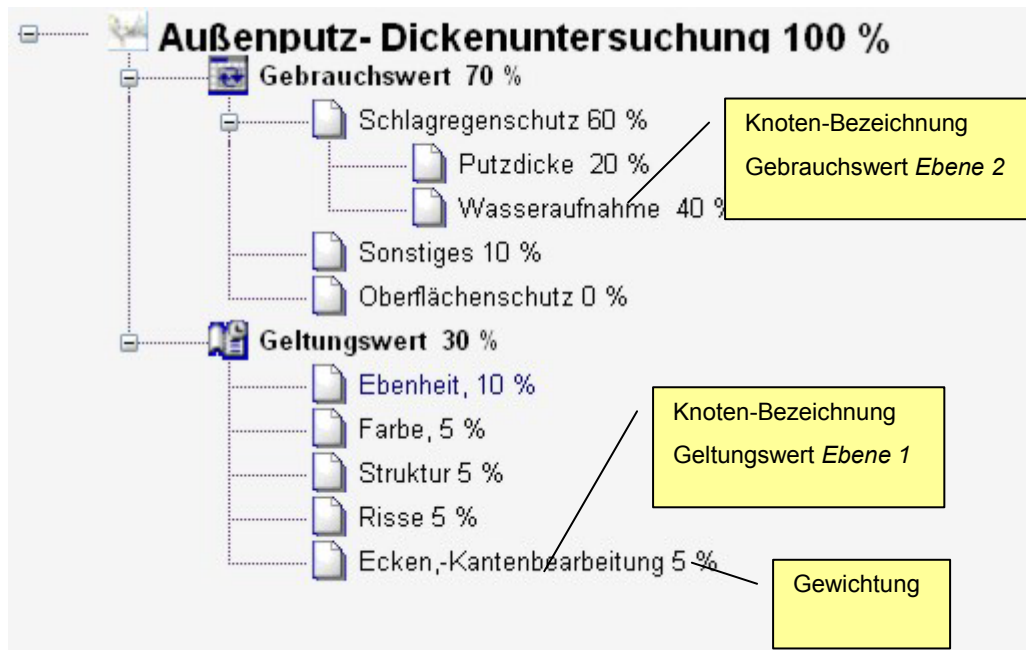 Außenputz- Dickenuntersuchung 100 %
Gebrauchswert 70 %
Schlagregenschutz 60 %
Putzdicke 20 %
Wasseraufnahme 40 %
Sonstiges 10 %
Oberflächenschutz 0 %
Geltungswert 30 %
Ebenheit, 10 %
Farbe, 5 %
Struktur 5 %
Risse 5 %
Ecken,-Kantenbearbeitung 5 %
Knoten-Bezeichnung
Gebrauchswert Ebene 2
Knoten-Bezeichnung
Geltungswert Ebene 1
Gewichtung